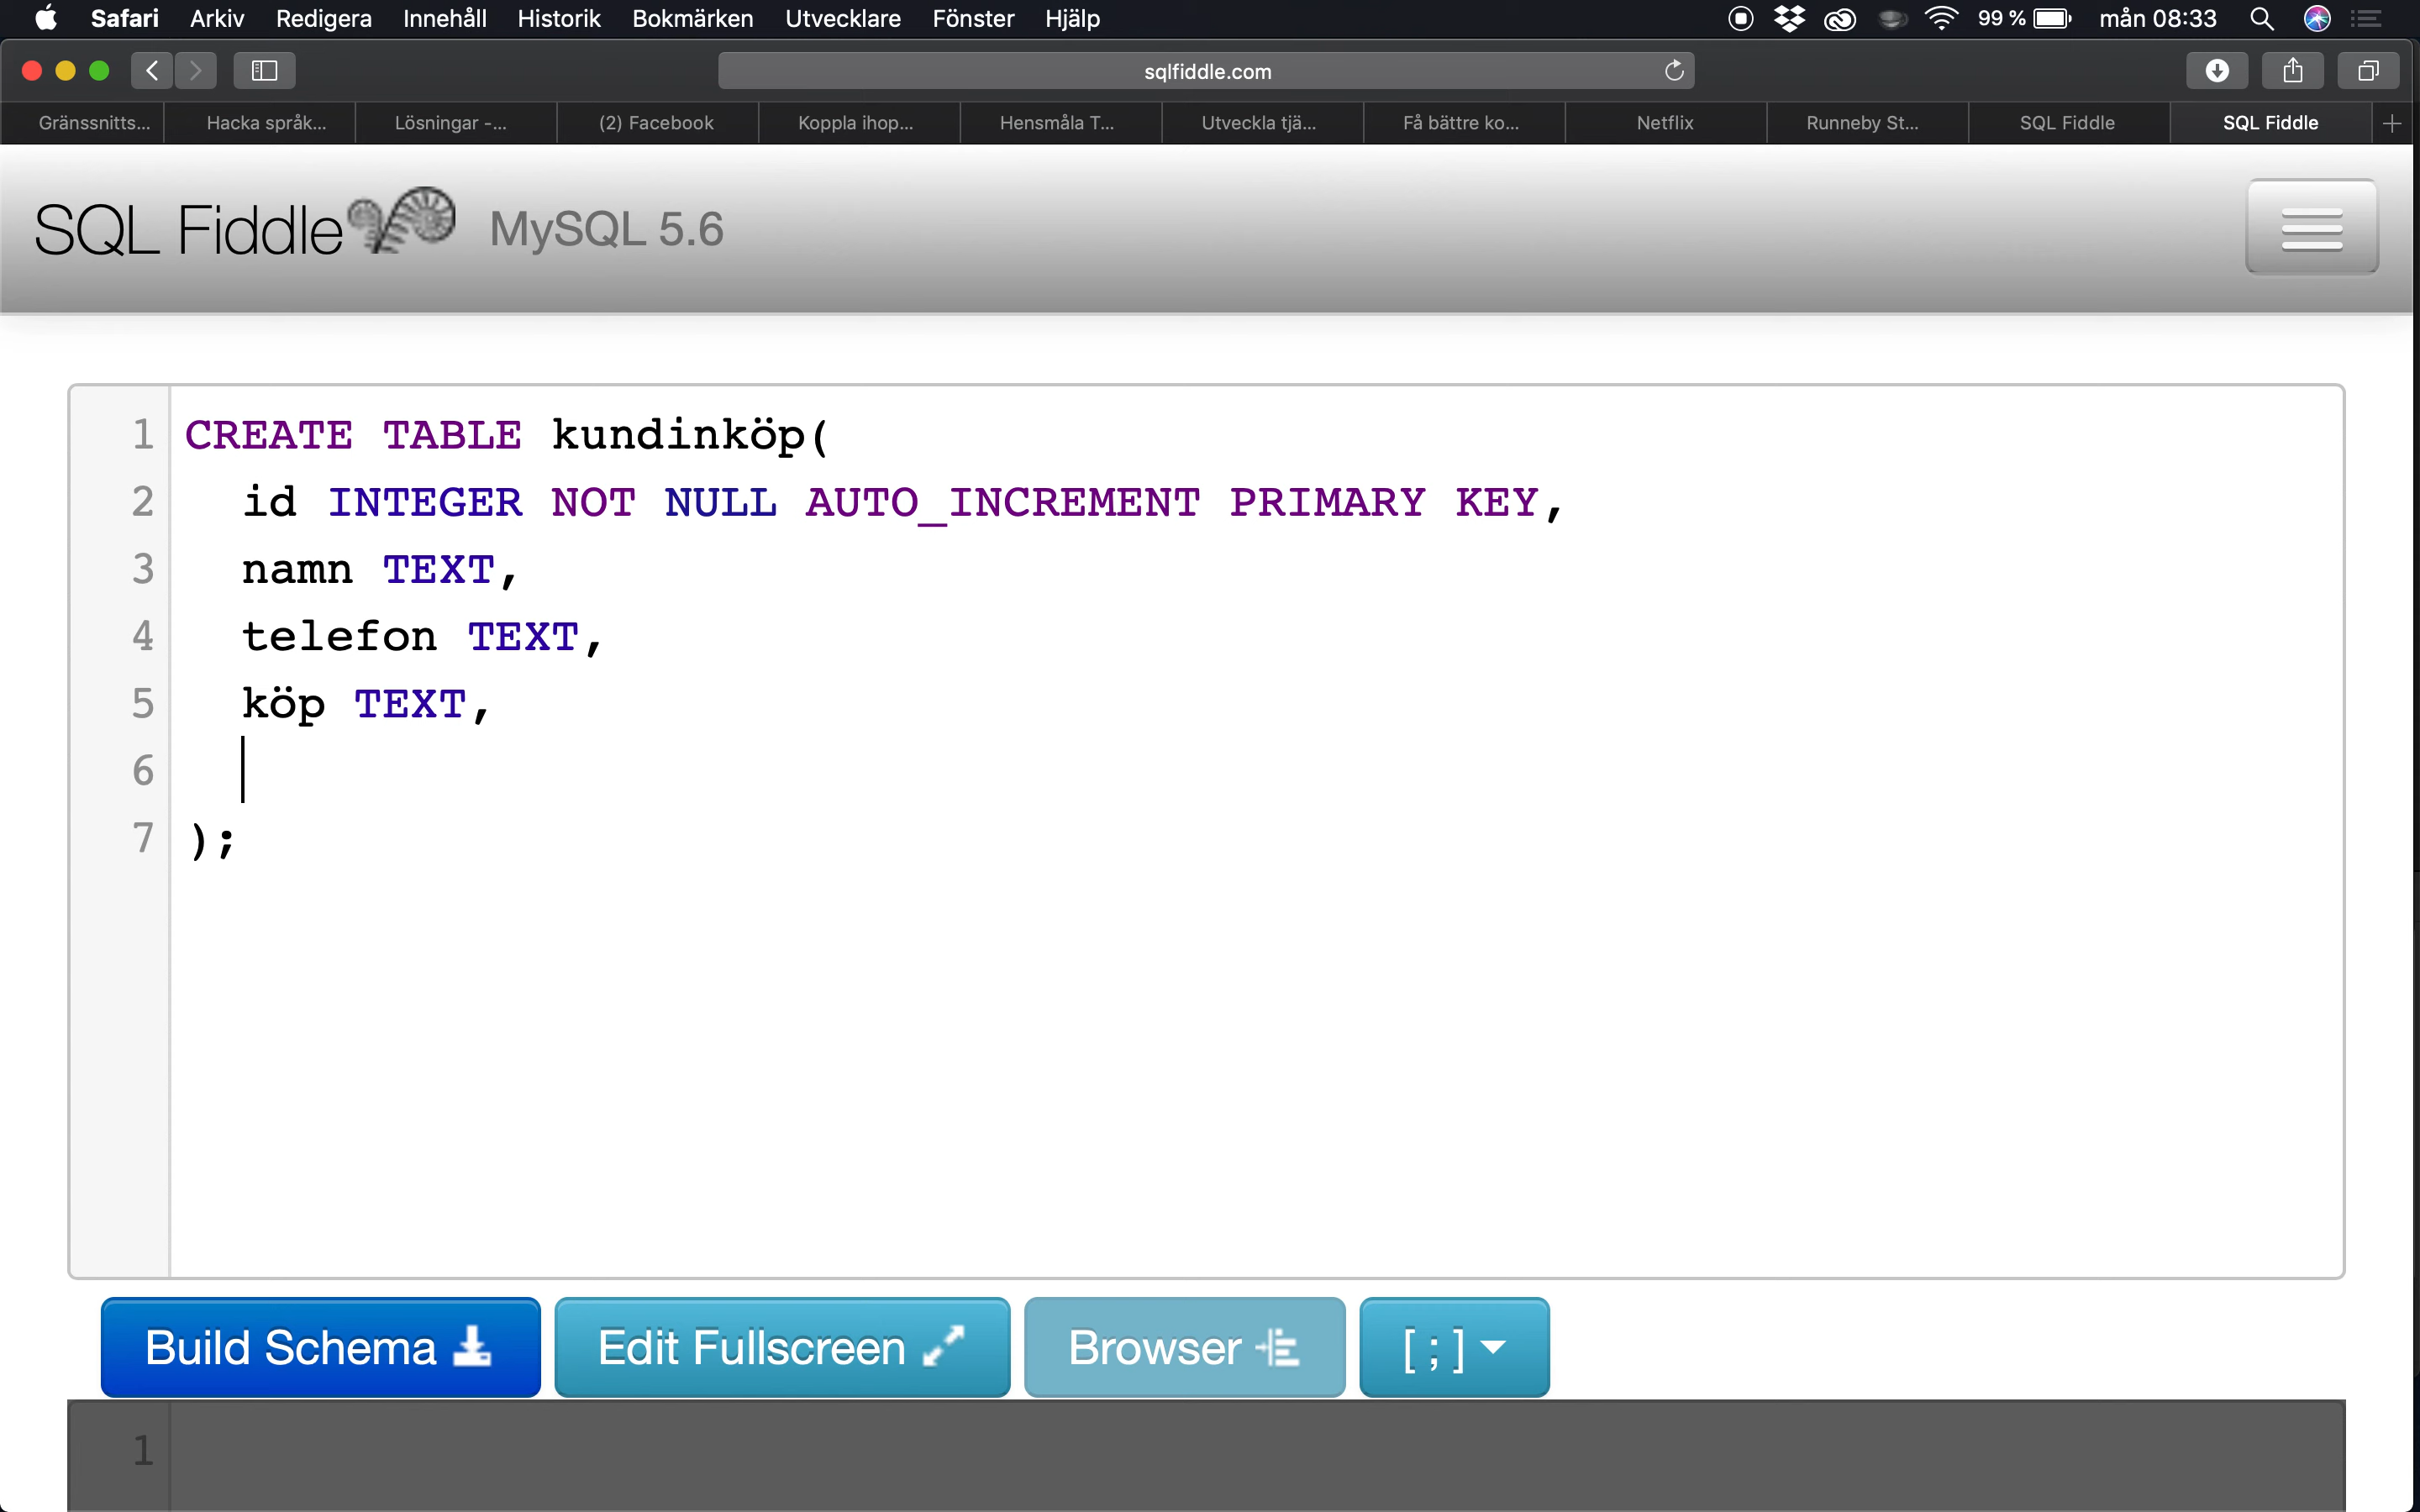 Safari Arkiv Redigera Innehåll Historik Bokmärken Utvecklare Fönster Hjälp 99 % mån 08:33
sqlfiddle.com
Gränssnitts... Hacka språk... Lösningar -... (2) Facebook Koppla ihop... Hensmåla T... Utveckla tjä... Få bättre ko... Netflix Runneby St... SQL Fiddle SQL Fiddle
SQL Fiddle MySQL 5.6
1 CREATE TABLE kundinköp(
2 id INTEGER NOT NULL AUTO_INCREMENT PRIMARY KEY,
3 namn TEXT,
4 telefon TEXT,
5 köp TEXT,
6
7 );
Build Schema Edit Fullscreen Browser [ ; ]
1